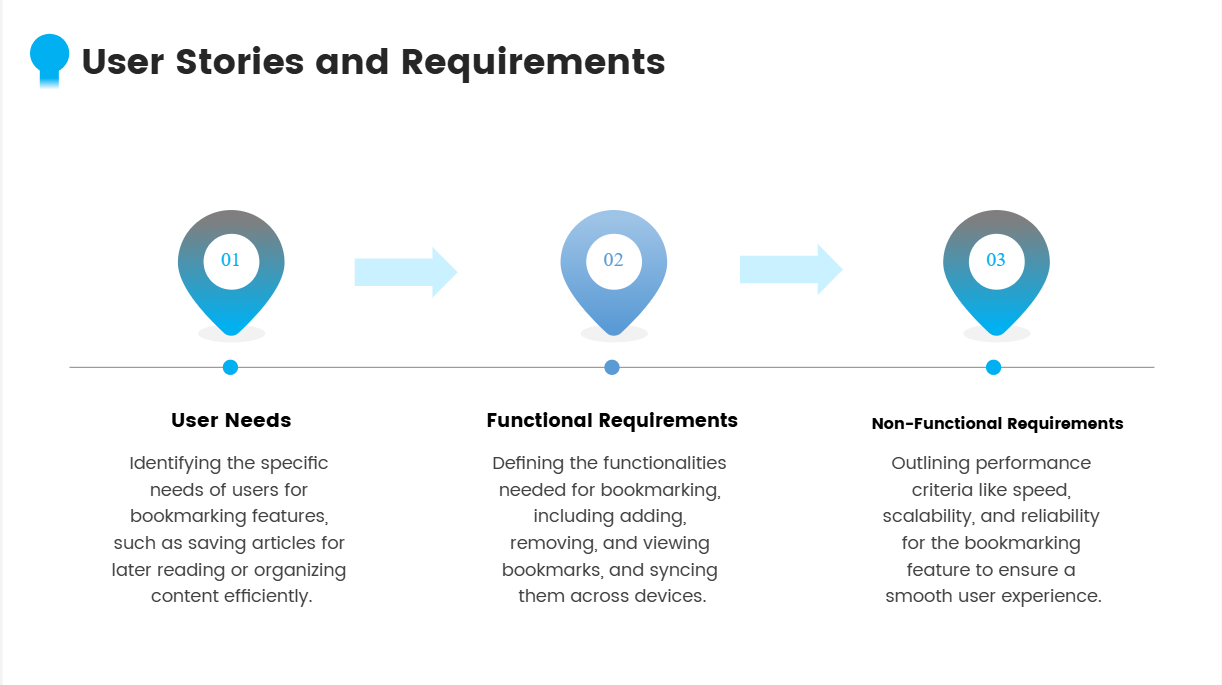 User Stories and Requirements
01
02
03
User Needs
Identifying the specific
needs of users for
bookmarking features,
such as saving articles for
later reading or organizing
content efficiently.
Functional Requirements
Defining the functionalities
needed for bookmarking,
including adding,
removing, and viewing
bookmarks, and syncing
them across devices.
Non-Functional Requirements
Outlining performance
criteria like speed,
scalability, and reliability
for the bookmarking
feature to ensure a
smooth user experience.